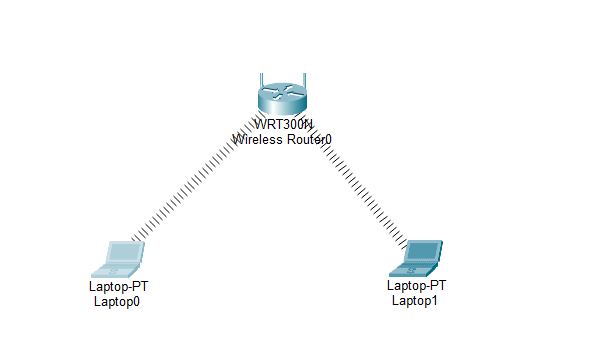 WRT300N
Wireless Router0
Laptop-PT
Laptop0
Laptop-PT
Laptop1